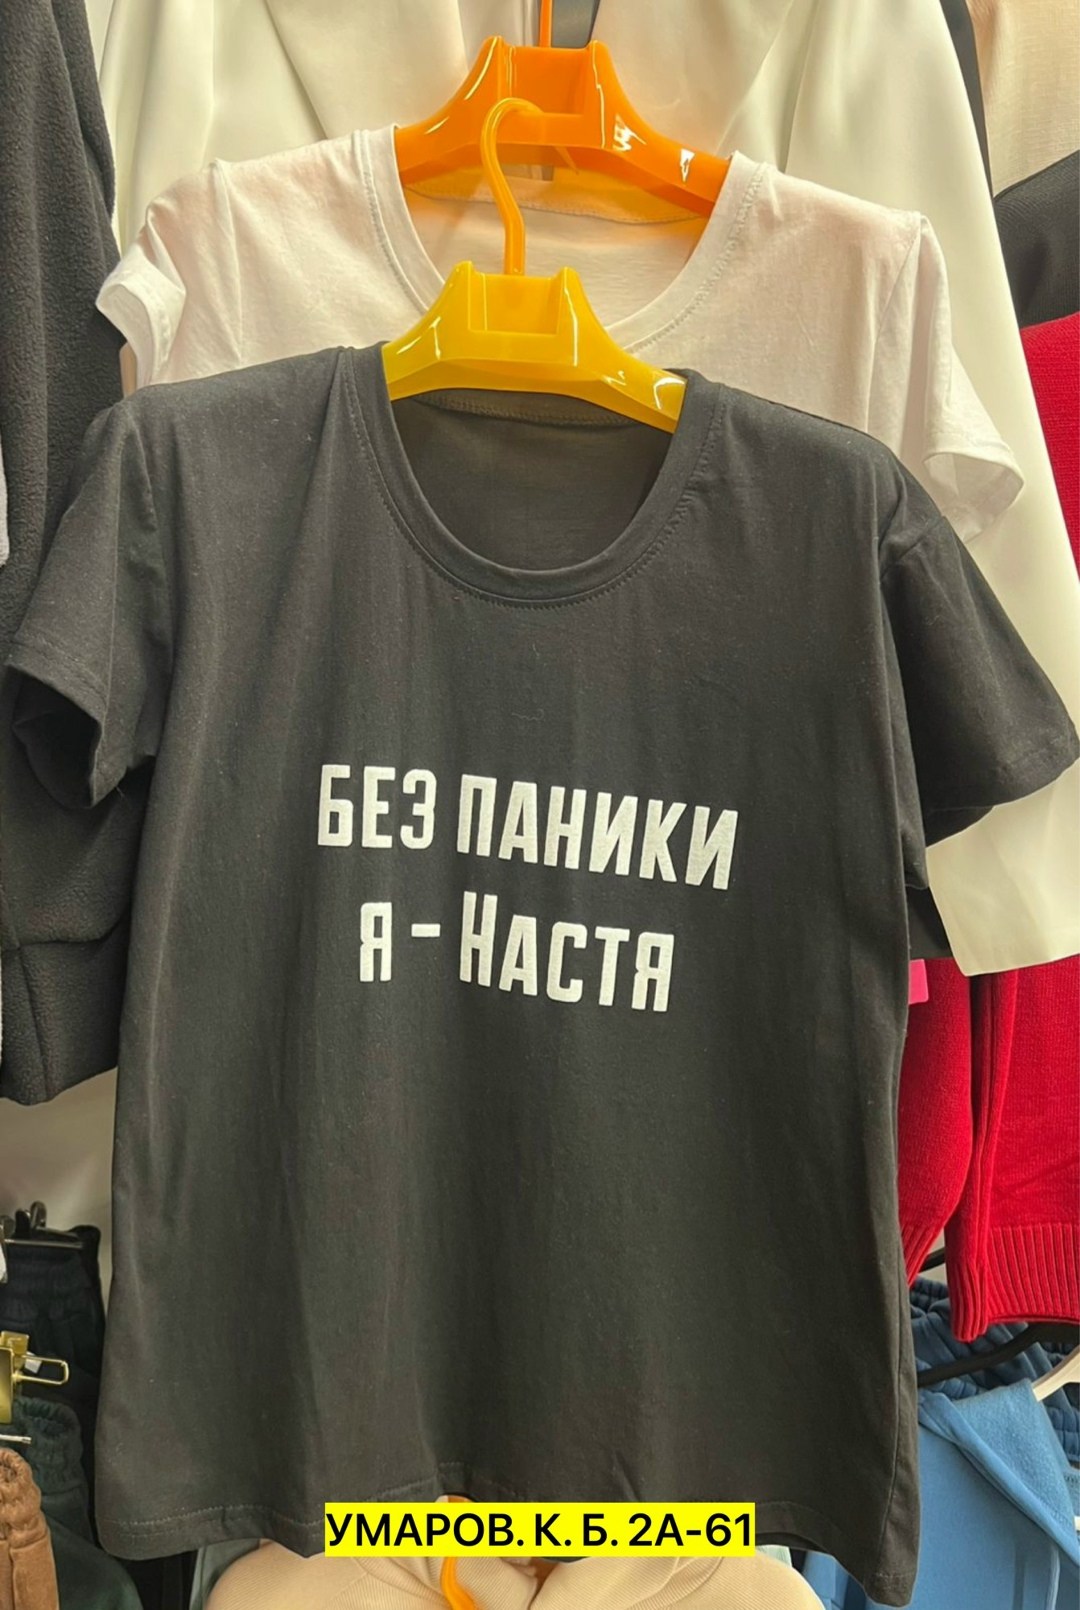 БЕЗ ПАНИКИ
Я - НАСТЯ
УМАРОВ. К. Б. 2А-61